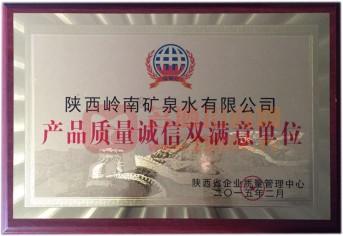 陕西岭南矿泉水有限公司
产品质量诚信双满意单位
陕西省企业质量管理中心
二〇一五年二月